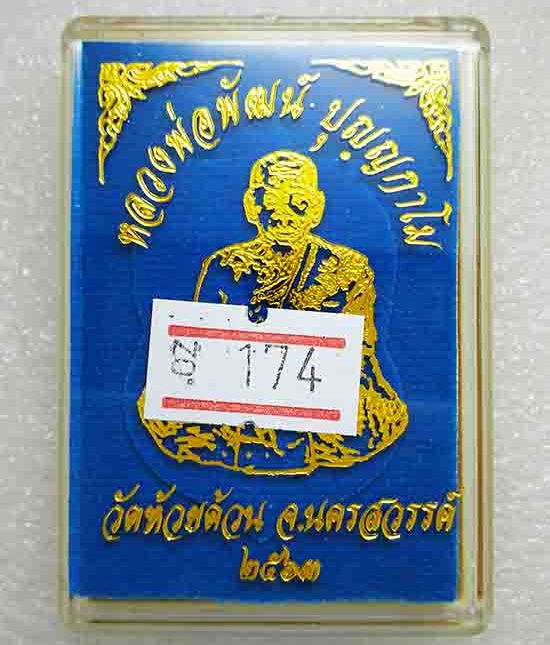 หลวงพ่อพัฒน์ ปุญฺญกาโม
174
วัดห้วยด้วน จ.นครสวรรค์
๒๕๖๓